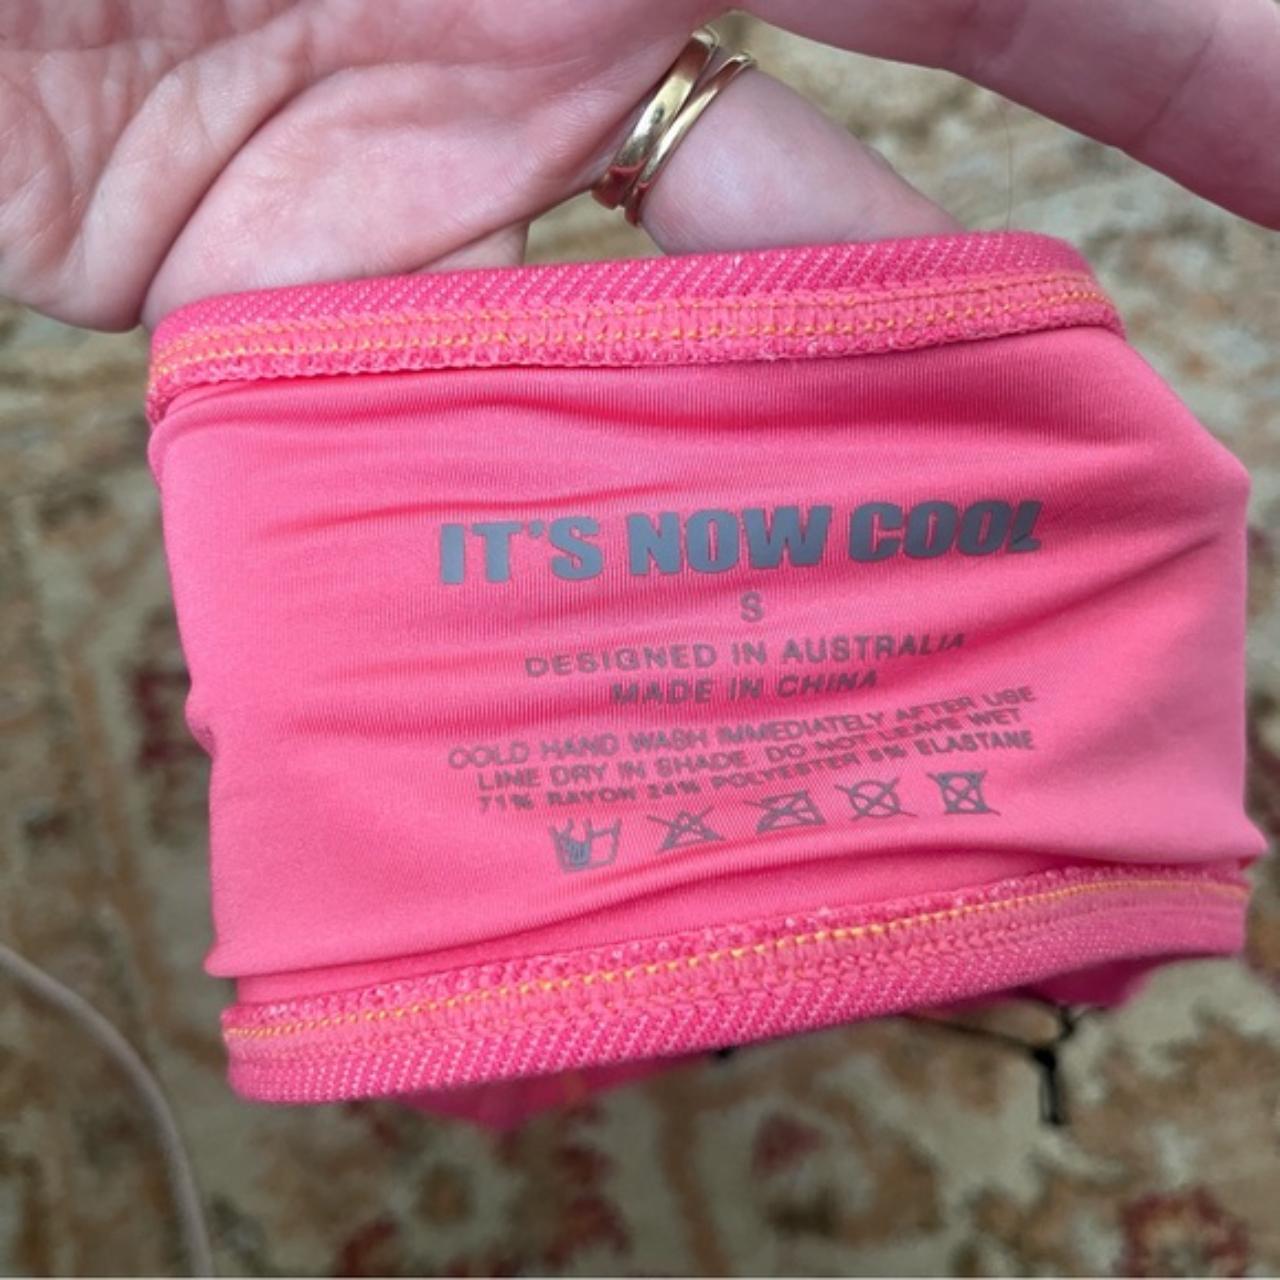 IT'S NOW COOL
S
DESIGNED IN AUSTRALIA
MADE IN CHINA
COLD HAND WASH IMMEDIATELY AFTER USE
LINE DRY IN SHADE. DO NOT LEAVE WET
71% RAYON 24% POLYESTER 5% ELASTANE